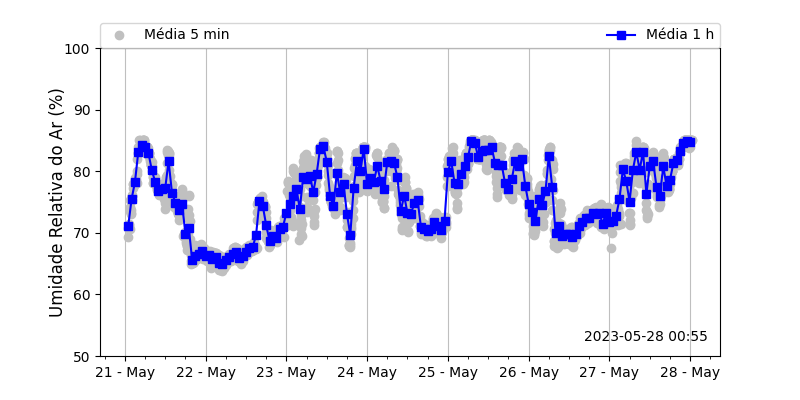 Média 5 min
Média 1 h
100
90
80
70
60
50
Umidade Relativa do Ar (%)
2023-05-28 00:55
21 - May
22 - May
23 - May
24 - May
25 - May
26 - May
27 - May
28 - May